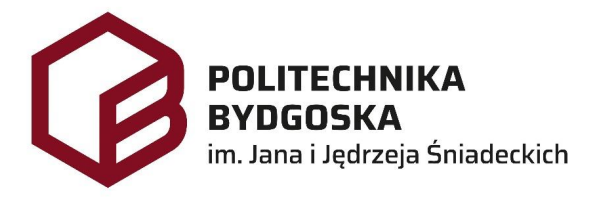 POLITECHNIKA
BYDGOSKA
im. Jana i Jędrzeja Śniadeckich